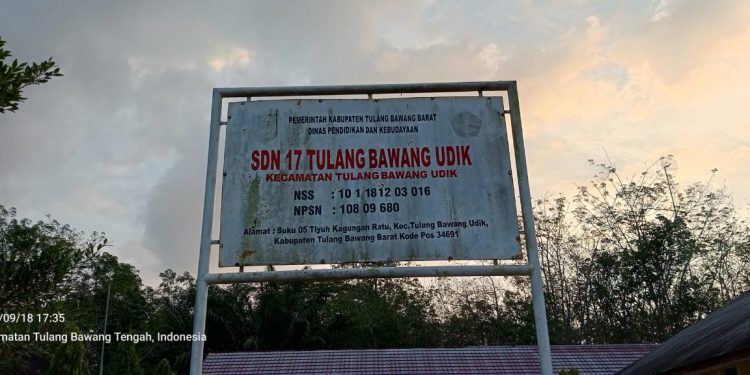 PEMERINTAH KABUPATEN TULANG BAWANG BARAT
DINAS PENDIDIKAN DAN KEBUDAYAAN
SDN 17 TULANG BAWANG UDIK
KECAMATAN TULANG BAWANG UDIK
NSS : 10 1 1812 03 016
NPSN : 108 09 680
Alamat : Suku 05 Tiyuh Kagungan Ratu, Kec.Tulang Bawang Udik,
Kabupaten Tulang Bawang Barat Kode Pos 34691
/09/18 17:35
matan Tulang Bawang Tengah, Indonesia